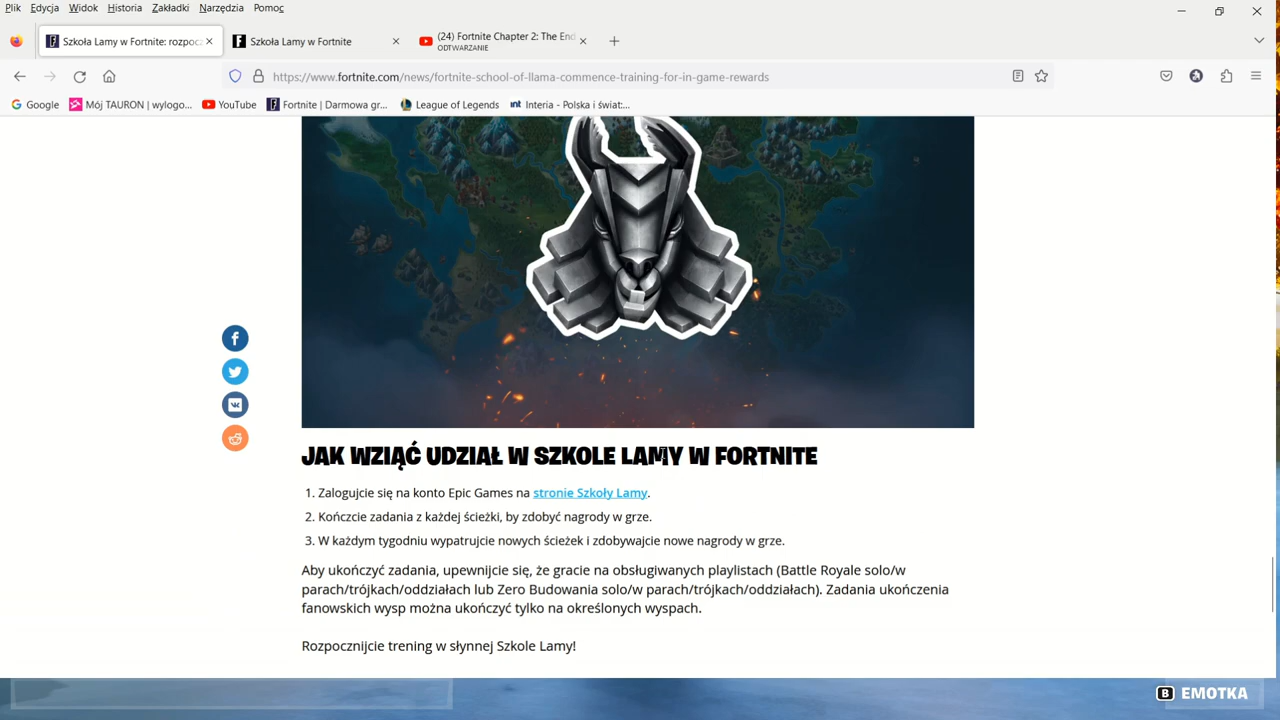 Plik Edycja Widok Historia Zakładki Narzędzia Pomoc
Szkoła Lamy w Fortnite: rozpocz
Szkoła Lamy w Fortnite
(24) Fortnite Chapter 2: The End
ODTWARZANIE
https://www.fortnite.com/news/fortnite-school-of-llama-commence-training-for-in-game-rewards
Google Mój TAURON | wylogo... YouTube Fortnite | Darmowa gr... League of Legends Interia - Polska i świat:...
JAK WZIĄĆ UDZIAŁ W SZKOLE LAMY W FORTNITE
1. Zalogujcie się na konto Epic Games na stronie Szkoły Lamy.
2. Kończcie zadania z każdej ścieżki, by zdobyć nagrody w grze.
3. W każdym tygodniu wypatrujcie nowych ścieżek i zdobywajcie nowe nagrody w grze.
Aby ukończyć zadania, upewnijcie się, że gracie na obsługiwanych playlistach (Battle Royale solo/w
parach/trójkach/oddziałach lub Zero Budowania solo/w parach/trójkach/oddziałach). Zadania ukończenia
fanowskich wysp można ukończyć tylko na określonych wyspach.
Rozpocznijcie trening w słynnej Szkole Lamy!
B EMOTKA